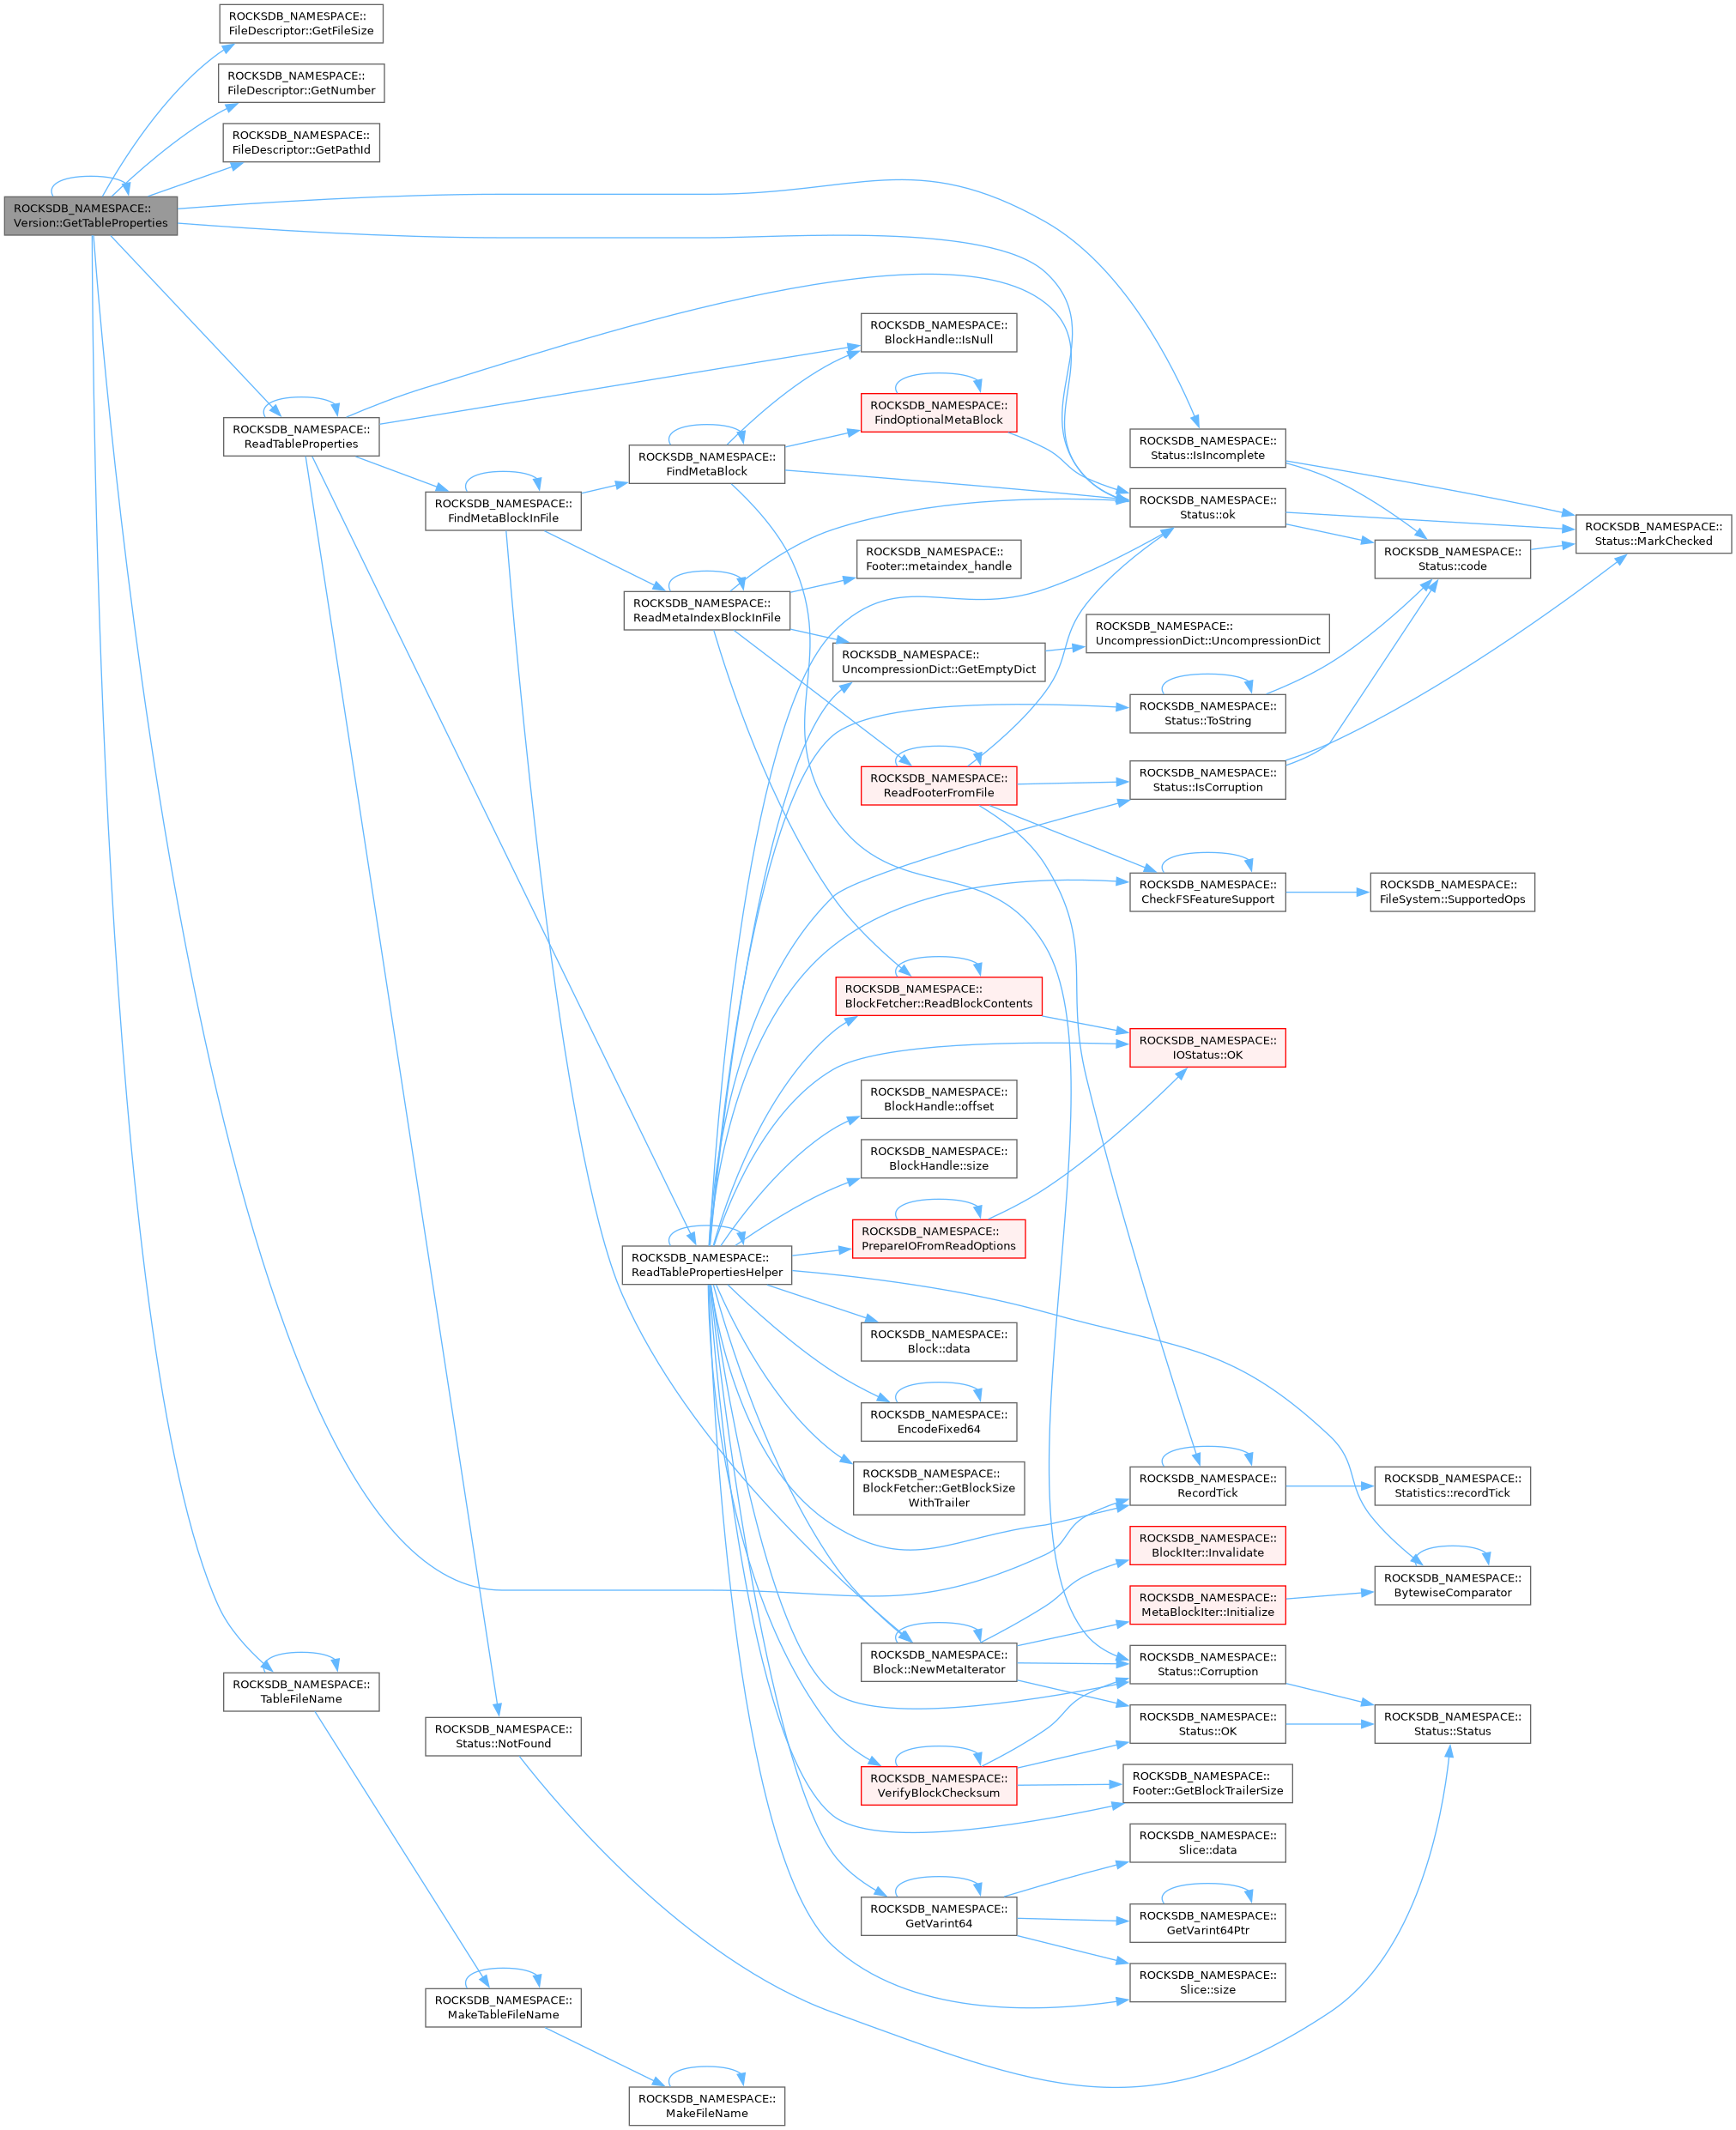 ROCKSDB_NAMESPACE::
FileDescriptor::GetFileSize
ROCKSDB_NAMESPACE::
FileDescriptor::GetNumber
ROCKSDB_NAMESPACE::
FileDescriptor::GetPathId
ROCKSDB_NAMESPACE::
Version::GetTableProperties
ROCKSDB_NAMESPACE::
BlockHandle::IsNull
ROCKSDB_NAMESPACE::
FindOptionalMetaBlock
ROCKSDB_NAMESPACE::
ReadTableProperties
ROCKSDB_NAMESPACE::
Status::IsIncomplete
ROCKSDB_NAMESPACE::
FindMetaBlock
ROCKSDB_NAMESPACE::
FindMetaBlockInFile
ROCKSDB_NAMESPACE::
Status::ok
ROCKSDB_NAMESPACE::
Status::MarkChecked
ROCKSDB_NAMESPACE::
Footer::metaindex_handle
ROCKSDB_NAMESPACE::
Status::code
ROCKSDB_NAMESPACE::
ReadMetaIndexBlockInFile
ROCKSDB_NAMESPACE::
UncompressionDict::UncompressionDict
ROCKSDB_NAMESPACE::
UncompressionDict::GetEmptyDict
ROCKSDB_NAMESPACE::
Status::ToString
ROCKSDB_NAMESPACE::
ReadFooterFromFile
ROCKSDB_NAMESPACE::
Status::IsCorruption
ROCKSDB_NAMESPACE::
CheckFSFeatureSupport
ROCKSDB_NAMESPACE::
FileSystem::SupportedOps
ROCKSDB_NAMESPACE::
BlockFetcher::ReadBlockContents
ROCKSDB_NAMESPACE::
IOStatus::OK
ROCKSDB_NAMESPACE::
BlockHandle::offset
ROCKSDB_NAMESPACE::
BlockHandle::size
ROCKSDB_NAMESPACE::
PrepareIOFromReadOptions
ROCKSDB_NAMESPACE::
ReadTablePropertiesHelper
ROCKSDB_NAMESPACE::
Block::data
ROCKSDB_NAMESPACE::
EncodeFixed64
ROCKSDB_NAMESPACE::
BlockFetcher::GetBlockSize
WithTrailer
ROCKSDB_NAMESPACE::
RecordTick
ROCKSDB_NAMESPACE::
Statistics::recordTick
ROCKSDB_NAMESPACE::
BlockIter::Invalidate
ROCKSDB_NAMESPACE::
BytewiseComparator
ROCKSDB_NAMESPACE::
MetaBlockIter::Initialize
ROCKSDB_NAMESPACE::
Block::NewMetaIterator
ROCKSDB_NAMESPACE::
Status::Corruption
ROCKSDB_NAMESPACE::
TableFileName
ROCKSDB_NAMESPACE::
Status::NotFound
ROCKSDB_NAMESPACE::
Status::OK
ROCKSDB_NAMESPACE::
Status::Status
ROCKSDB_NAMESPACE::
VerifyBlockChecksum
ROCKSDB_NAMESPACE::
Footer::GetBlockTrailerSize
ROCKSDB_NAMESPACE::
Slice::data
ROCKSDB_NAMESPACE::
GetVarint64
ROCKSDB_NAMESPACE::
GetVarint64Ptr
ROCKSDB_NAMESPACE::
Slice::size
ROCKSDB_NAMESPACE::
MakeTableFileName
ROCKSDB_NAMESPACE::
MakeFileName